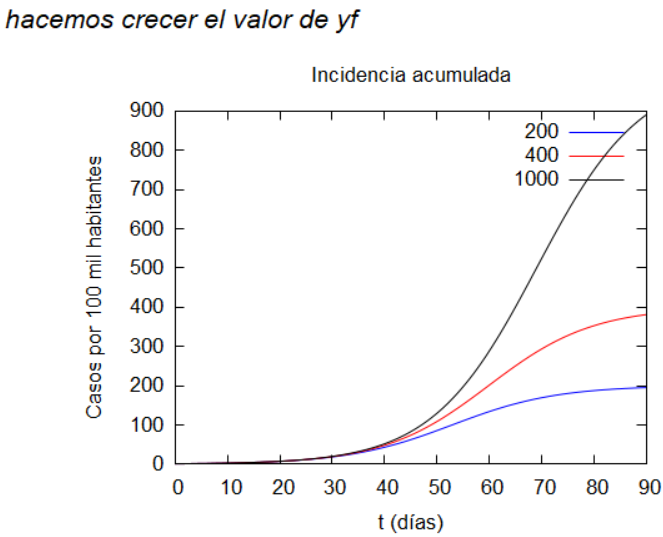 hacemos crecer el valor de yf
Incidencia acumulada
900
800
700
600
500
400
300
200
100
0
Casos por 100 mil habitantes
200
400
1000
0 10 20 30 40 50 60 70 80 90
t (días)